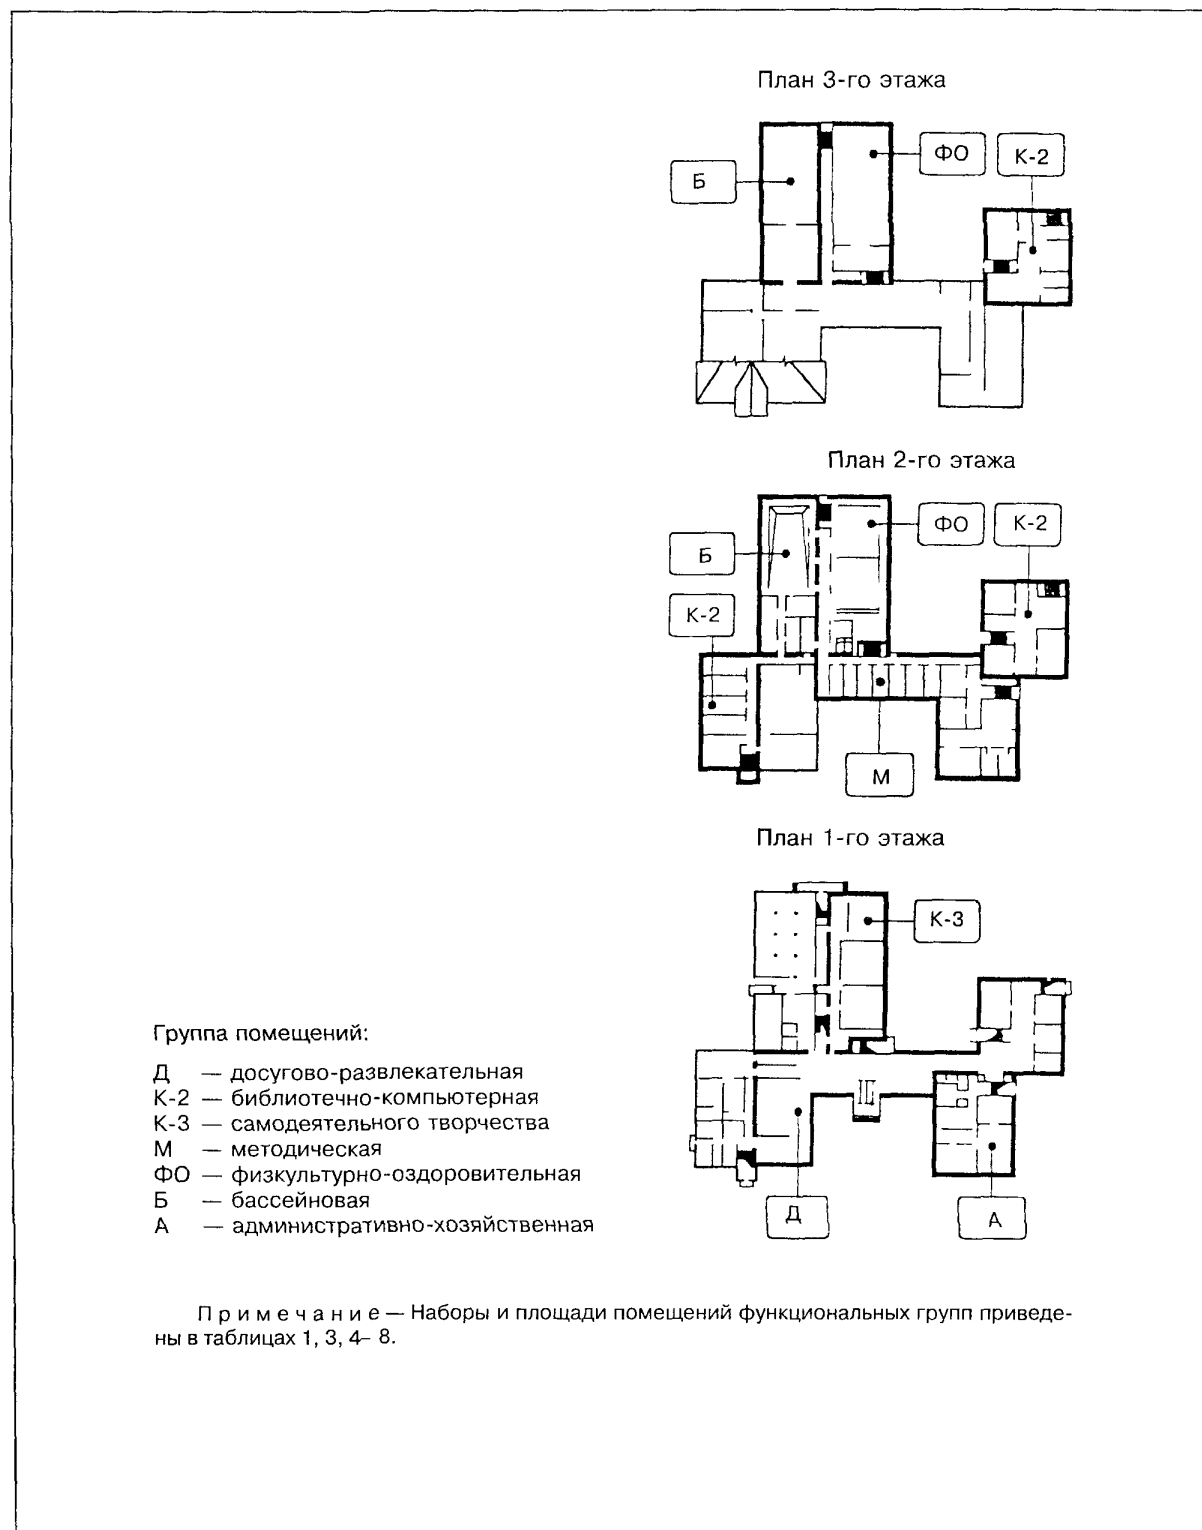 План 3-го этажа
ФО
К-2
Б
План 2-го этажа
ФО
К-2
Б
К-2
М
План 1-го этажа
К-3
Группа помещений:
Д — досугово-развлекательная
К-2 — библиотечно-компьютерная
К-3 — самодеятельного творчества
М — методическая
ФО — физкультурно-оздоровительная
Б — бассейновая
А — административно-хозяйственная
Д
А
Примечание — Наборы и площади помещений функциональных групп приведе-
ны в таблицах 1, 3, 4– 8.